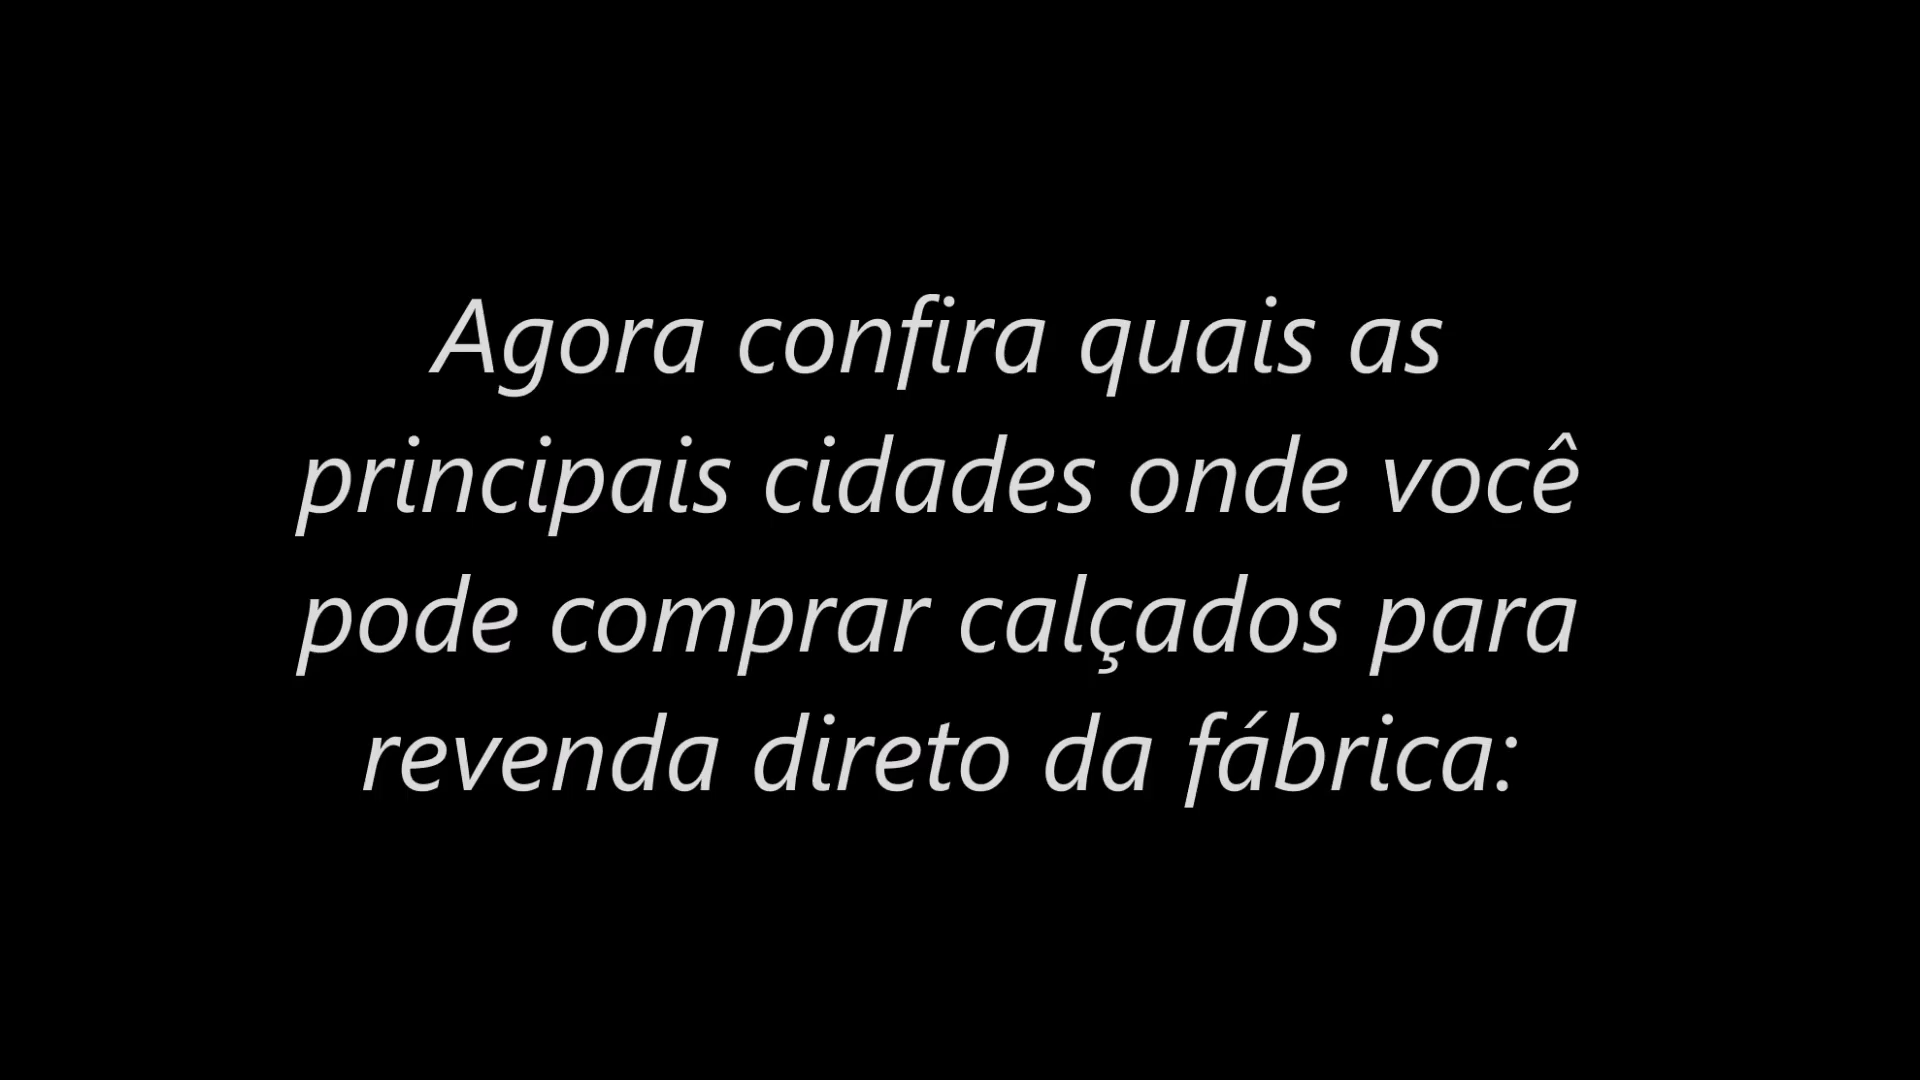 Agora confira quais as
principais cidades onde você
pode comprar calçados para
revenda direto da fábrica: